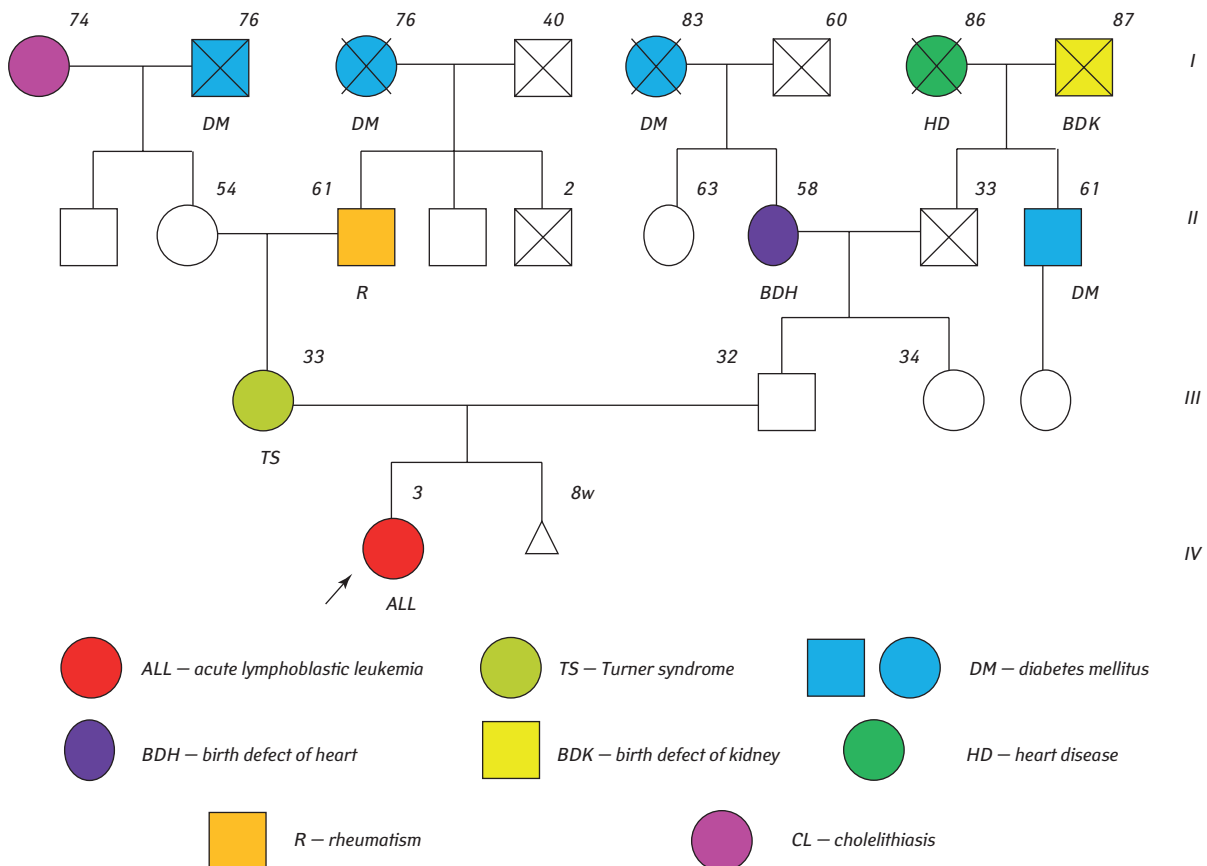 74 76 76 40 83 60 86 87
I
DM DM DM HD BDK
54 61 2 63 58 33 61
II
R BDH DM
33 32 34
III
TS
3 8w
IV
ALL
ALL – acute lymphoblastic leukemia TS – Turner syndrome DM – diabetes mellitus
BDH – birth defect of heart BDK – birth defect of kidney HD – heart disease
R – rheumatism CL – cholelithiasis